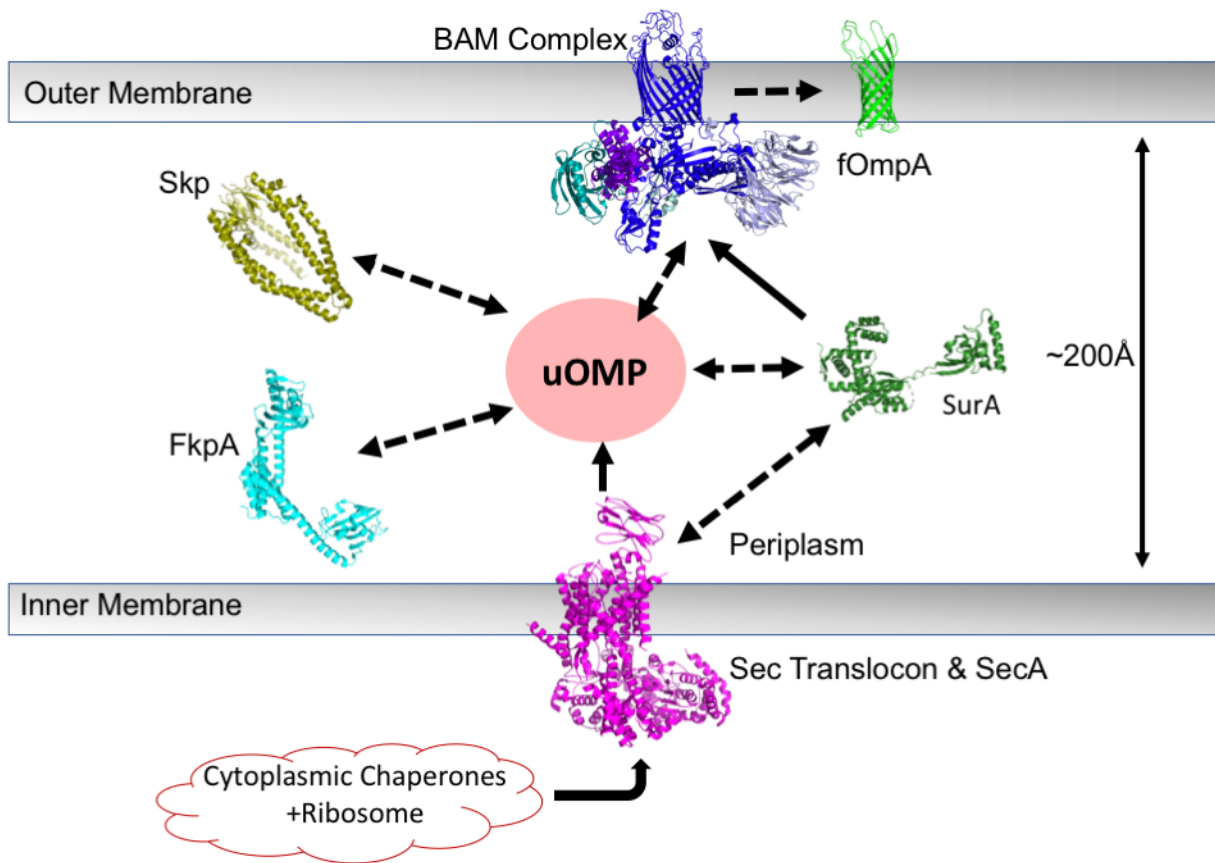 BAM Complex
Outer Membrane
fOmpA
Skp
uOMP
~200Å
SurA
FkpA
Periplasm
Inner Membrane
Sec Translocon & SecA
Cytoplasmic Chaperones
+Ribosome